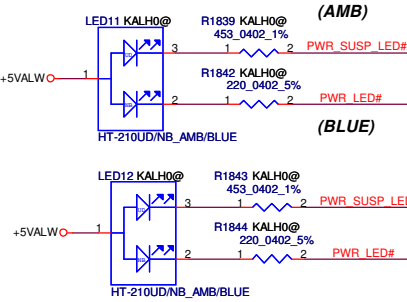 (AMB)
LED11 KALH0@
R1839 KALH0@
453_0402_1%
3 1 2 PWR_SUSP_LED#
+5VALW 1
R1842 KALH0@
220_0402_5%
2 1 2 PWR_LED#
HT-210UD/NB_AMB/BLUE
(BLUE)
LED12 KALH0@
R1843 KALH0@
453_0402_1%
3 1 2 PWR_SUSP_LED
+5VALW 1
R1844 KALH0@
220_0402_5%
2 1 2 PWR_LED#
HT-210UD/NB_AMB/BLUE